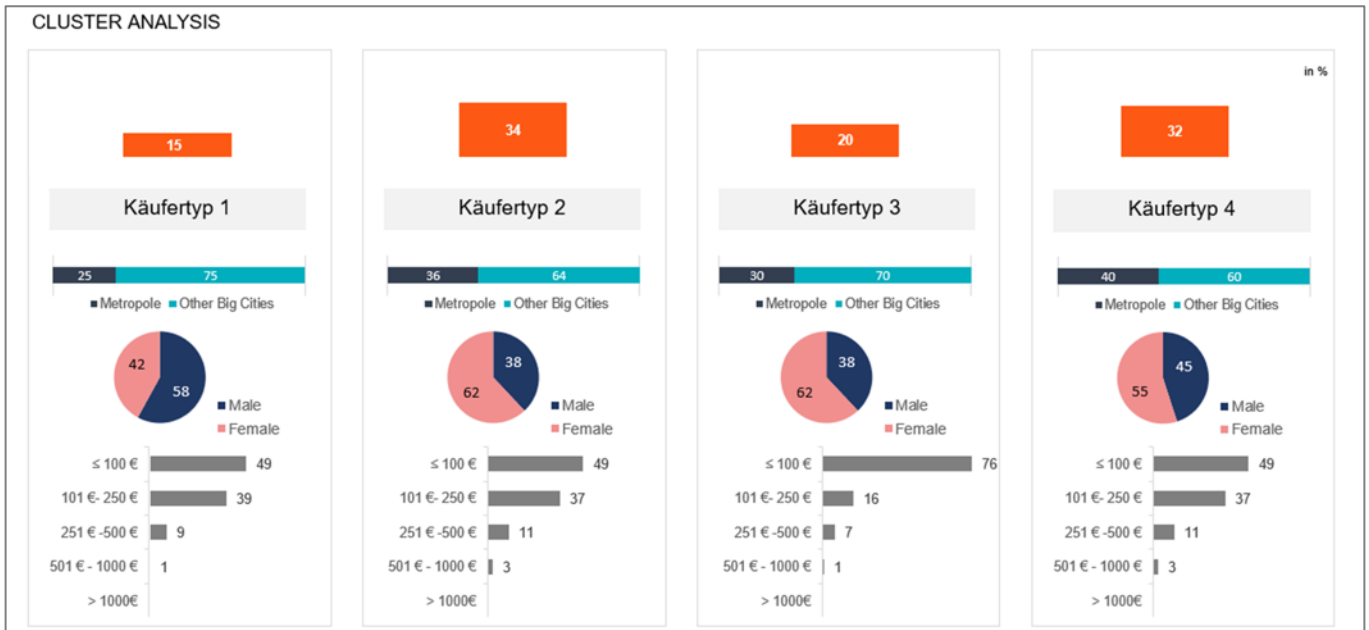 CLUSTER ANALYSIS
in %
15
Käufertyp 1
25 75
Metropole Other Big Cities
42
58
Male
Female
≤ 100 € 49
101 €- 250 € 39
251 € -500 € 9
501 € - 1000 € 1
> 1000€
34
Käufertyp 2
36 64
Metropole Other Big Cities
38
62
Male
Female
≤ 100 € 49
101 €- 250 € 37
251 € -500 € 11
501 € - 1000 € 3
> 1000€
20
Käufertyp 3
30 70
Metropole Other Big Cities
38
62
Male
Female
≤ 100 € 76
101 €- 250 € 16
251 € -500 € 7
501 € - 1000 € 1
> 1000€
32
Käufertyp 4
40 60
Metropole Other Big Cities
45
55
Male
Female
≤ 100 € 49
101 €- 250 € 37
251 € -500 € 11
501 € - 1000 € 3
> 1000€